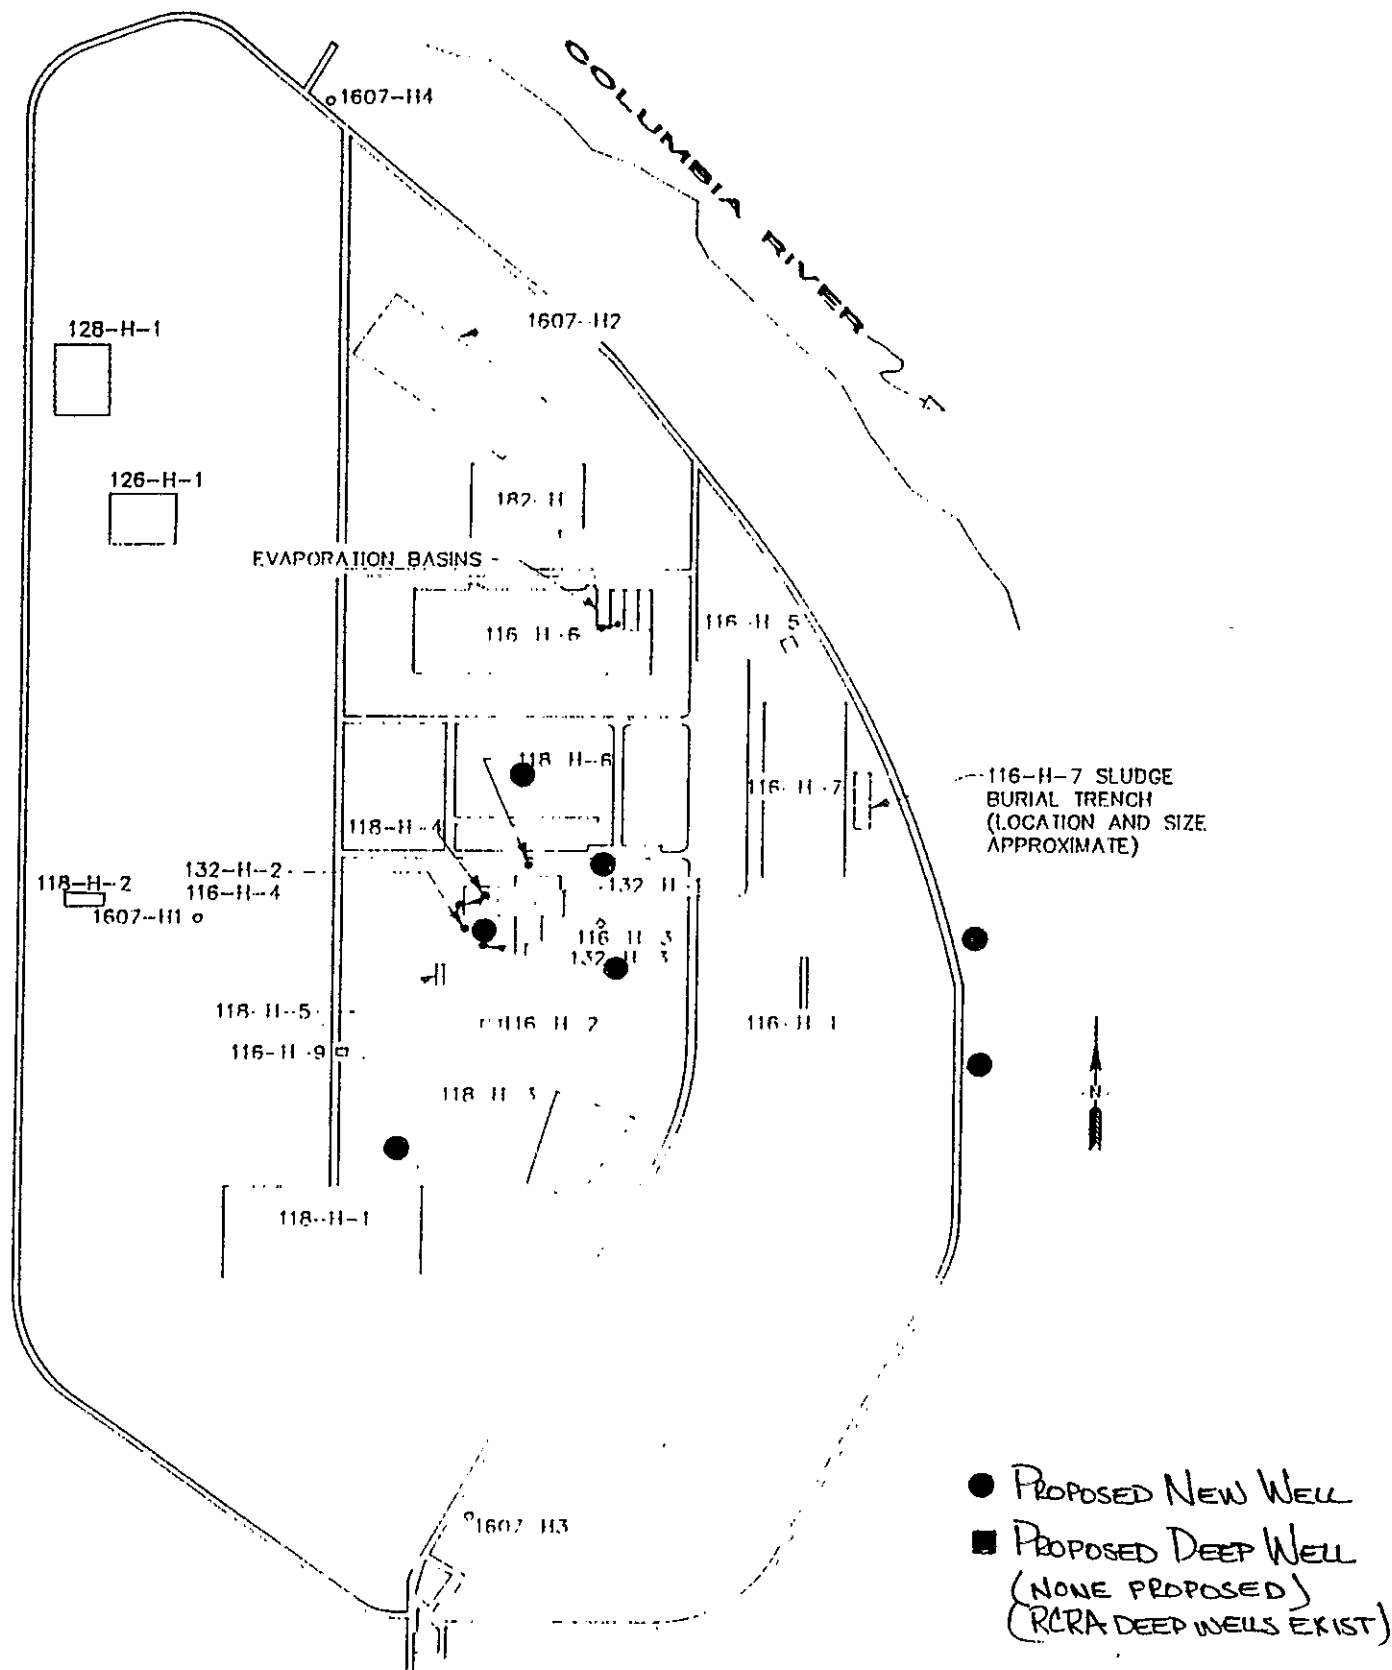 COLUMBIA RIVER
1607-H4
1607-H2
128-H-1
126-H-1
182-H
EVAPORATION BASINS
116-H-6
116-H-5
118-H-6
116-H-7
116-H-7 SLUDGE
BURIAL TRENCH
(LOCATION AND SIZE
APPROXIMATE)
118-H-4
132-H-2
116-H-4
118-H-2
1607-H1
132-H-1
116-H-3
132-H-3
118-H-5
116-H-2
116-H-1
116-H-9
118-H-3
N
118-H-1
1607-H3
PROPOSED NEW WELL
PROPOSED DEEP WELL
(NONE PROPOSED)
(RCRA DEEP WELLS EXIST)